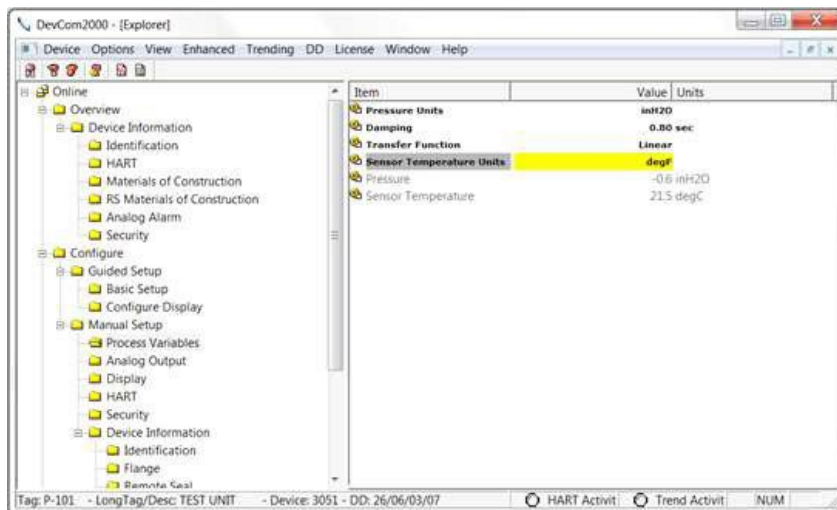 DevCom2000 - [Explorer]
Device Options View Enhanced Trending DD License Window Help
Online
Overview
Device Information
Identification
HART
Materials of Construction
RS Materials of Construction
Analog Alarm
Security
Configure
Guided Setup
Basic Setup
Configure Display
Manual Setup
Process Variables
Analog Output
Display
HART
Security
Device Information
Identification
Flange
Remote Seal
Item Value Units
Pressure Units inH2O
Damping 0.80 sec
Transfer Function Linear
Sensor Temperature Units degF
Pressure -0.6 inH2O
Sensor Temperature 21.5 degC
Tag: P-101 - LongTag/Desc: TEST UNIT - Device: 3051 - DD: 26/06/03/07 HART Activit Trend Activit NUM